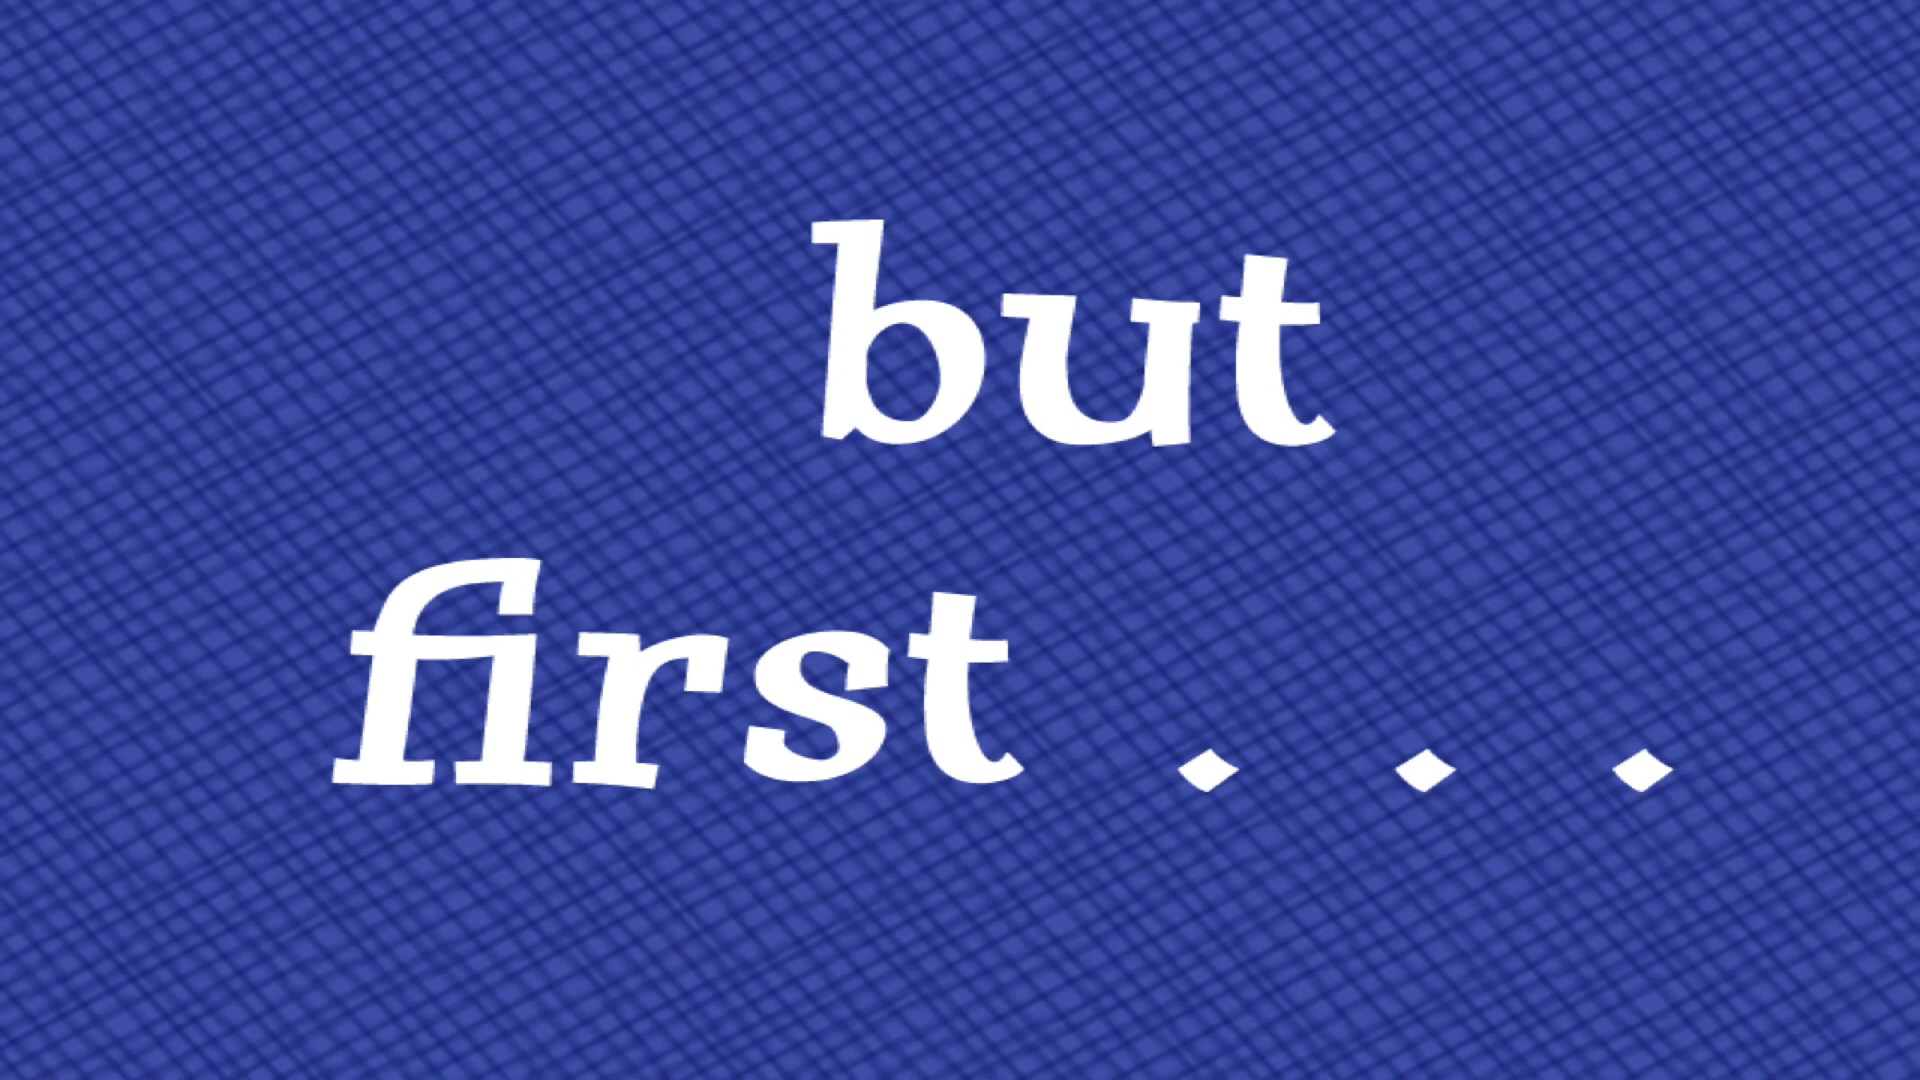 but
first . . .